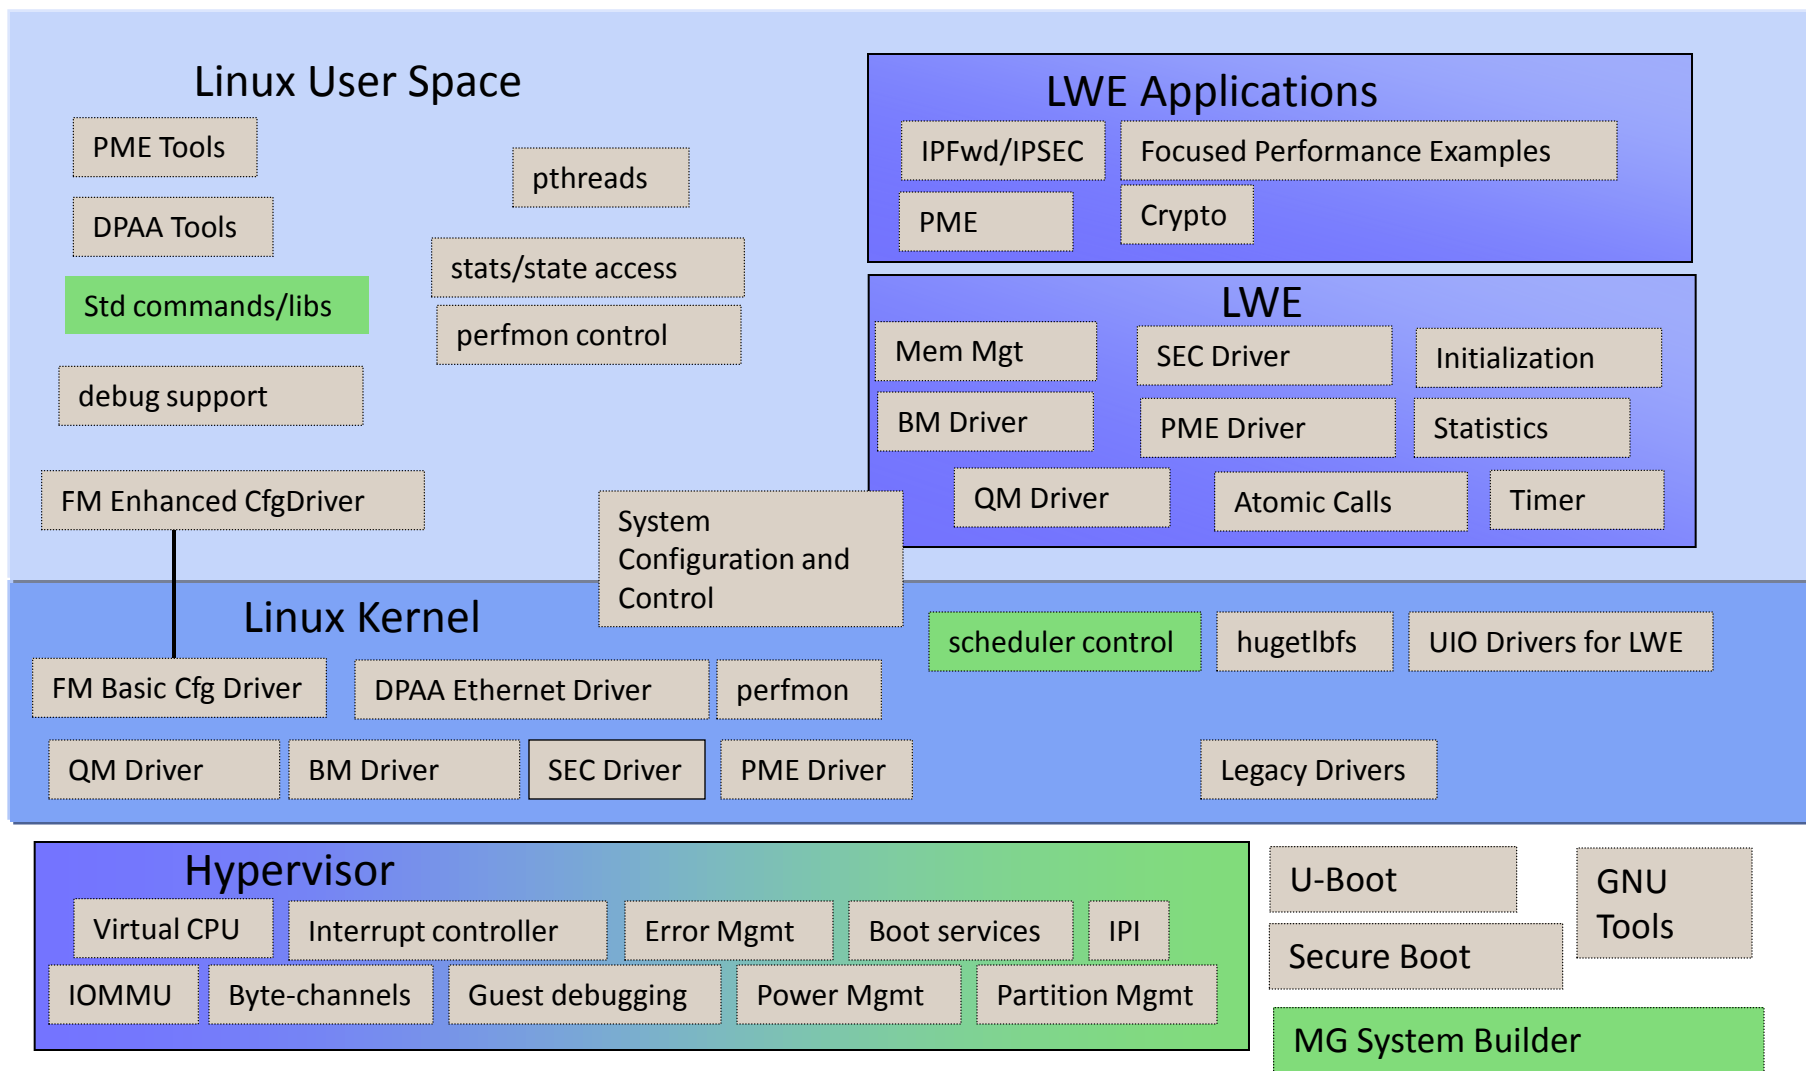 Linux User Space
PME Tools
DPAA Tools
Std commands/libs
debug support
FM Enhanced CfgDriver
pthreads
stats/state access
perfmon control
System
Configuration and
Control
LWE Applications
IPFwd/IPSEC
Focused Performance Examples
PME
Crypto
LWE
Mem Mgt
SEC Driver
Initialization
BM Driver
PME Driver
Statistics
QM Driver
Atomic Calls
Timer
Linux Kernel
scheduler control
hugetlbfs
UIO Drivers for LWE
FM Basic Cfg Driver
DPAA Ethernet Driver
perfmon
QM Driver
BM Driver
SEC Driver
PME Driver
Legacy Drivers
Hypervisor
Virtual CPU
Interrupt controller
Error Mgmt
Boot services
IPI
IOMMU
Byte-channels
Guest debugging
Power Mgmt
Partition Mgmt
U-Boot
GNU
Tools
Secure Boot
MG System Builder